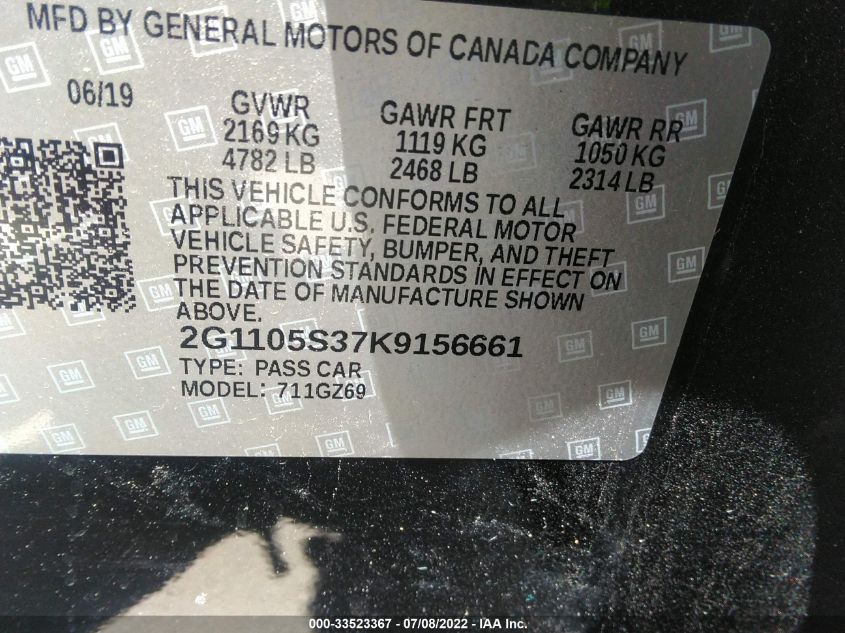 MFD BY GENERAL MOTORS OF CANADA COMPANY
06/19
GVWR
2169 KG
4782 LB
GAWR FRT
1119 KG
2468 LB
GAWR RR
1050 KG
2314 LB
THIS VEHICLE CONFORMS TO ALL
APPLICABLE U.S. FEDERAL MOTOR
VEHICLE SAFETY, BUMPER, AND THEFT
PREVENTION STANDARDS IN EFFECT ON
THE DATE OF MANUFACTURE SHOWN
ABOVE.
2G1105S37K9156661
TYPE: PASS CAR
MODEL: 711GZ69
GM
000-33523367 - 07/08/2022 - IAA Inc.